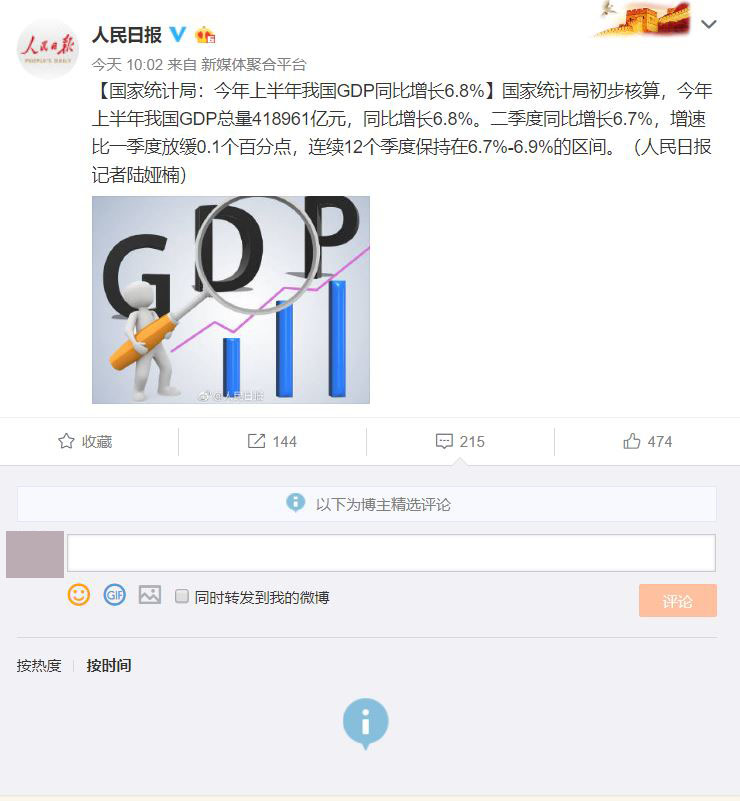 人民日报
人民日报
PEOPLE'S DAILY
今天 10:02 来自 新媒体聚合平台
【国家统计局：今年上半年我国GDP同比增长6.8%】国家统计局初步核算，今年
上半年我国GDP总量418961亿元，同比增长6.8%。二季度同比增长6.7%，增速
比一季度放缓0.1个百分点，连续12个季度保持在6.7%-6.9%的区间。（人民日报
记者陆娅楠）
GDP
@人民日报
收藏
144
215
474
以下为博主精选评论
GIF
同时转发到我的微博
评论
按热度
按时间